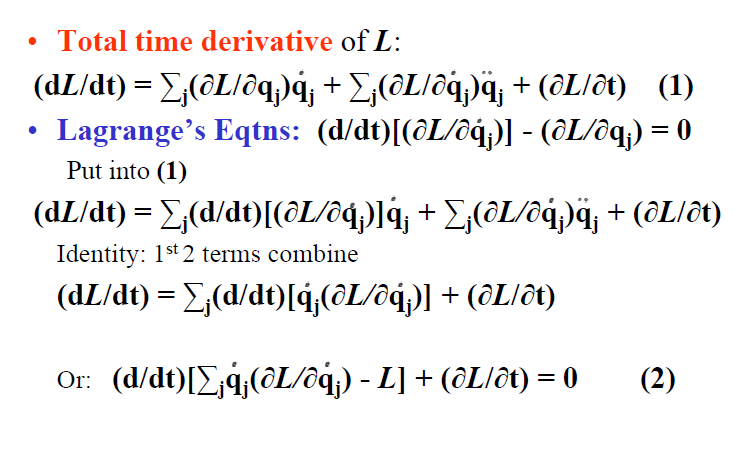 • Total time derivative of L:
(dL/dt) = ∑ⱼ(∂L/∂qⱼ)q̇ⱼ + ∑ⱼ(∂L/∂q̇ⱼ)q̈ⱼ + (∂L/∂t) (1)
• Lagrange's Eqtns: (d/dt)[(∂L/∂q̇ⱼ)] - (∂L/∂qⱼ) = 0
Put into (1)
(dL/dt) = ∑ⱼ(d/dt)[(∂L/∂q̇ⱼ)]q̇ⱼ + ∑ⱼ(∂L/∂q̇ⱼ)q̈ⱼ + (∂L/∂t)
Identity: 1ˢᵗ 2 terms combine
(dL/dt) = ∑ⱼ(d/dt)[q̇ⱼ(∂L/∂q̇ⱼ)] + (∂L/∂t)
Or: (d/dt)[∑ⱼq̇ⱼ(∂L/∂q̇ⱼ) - L] + (∂L/∂t) = 0 (2)